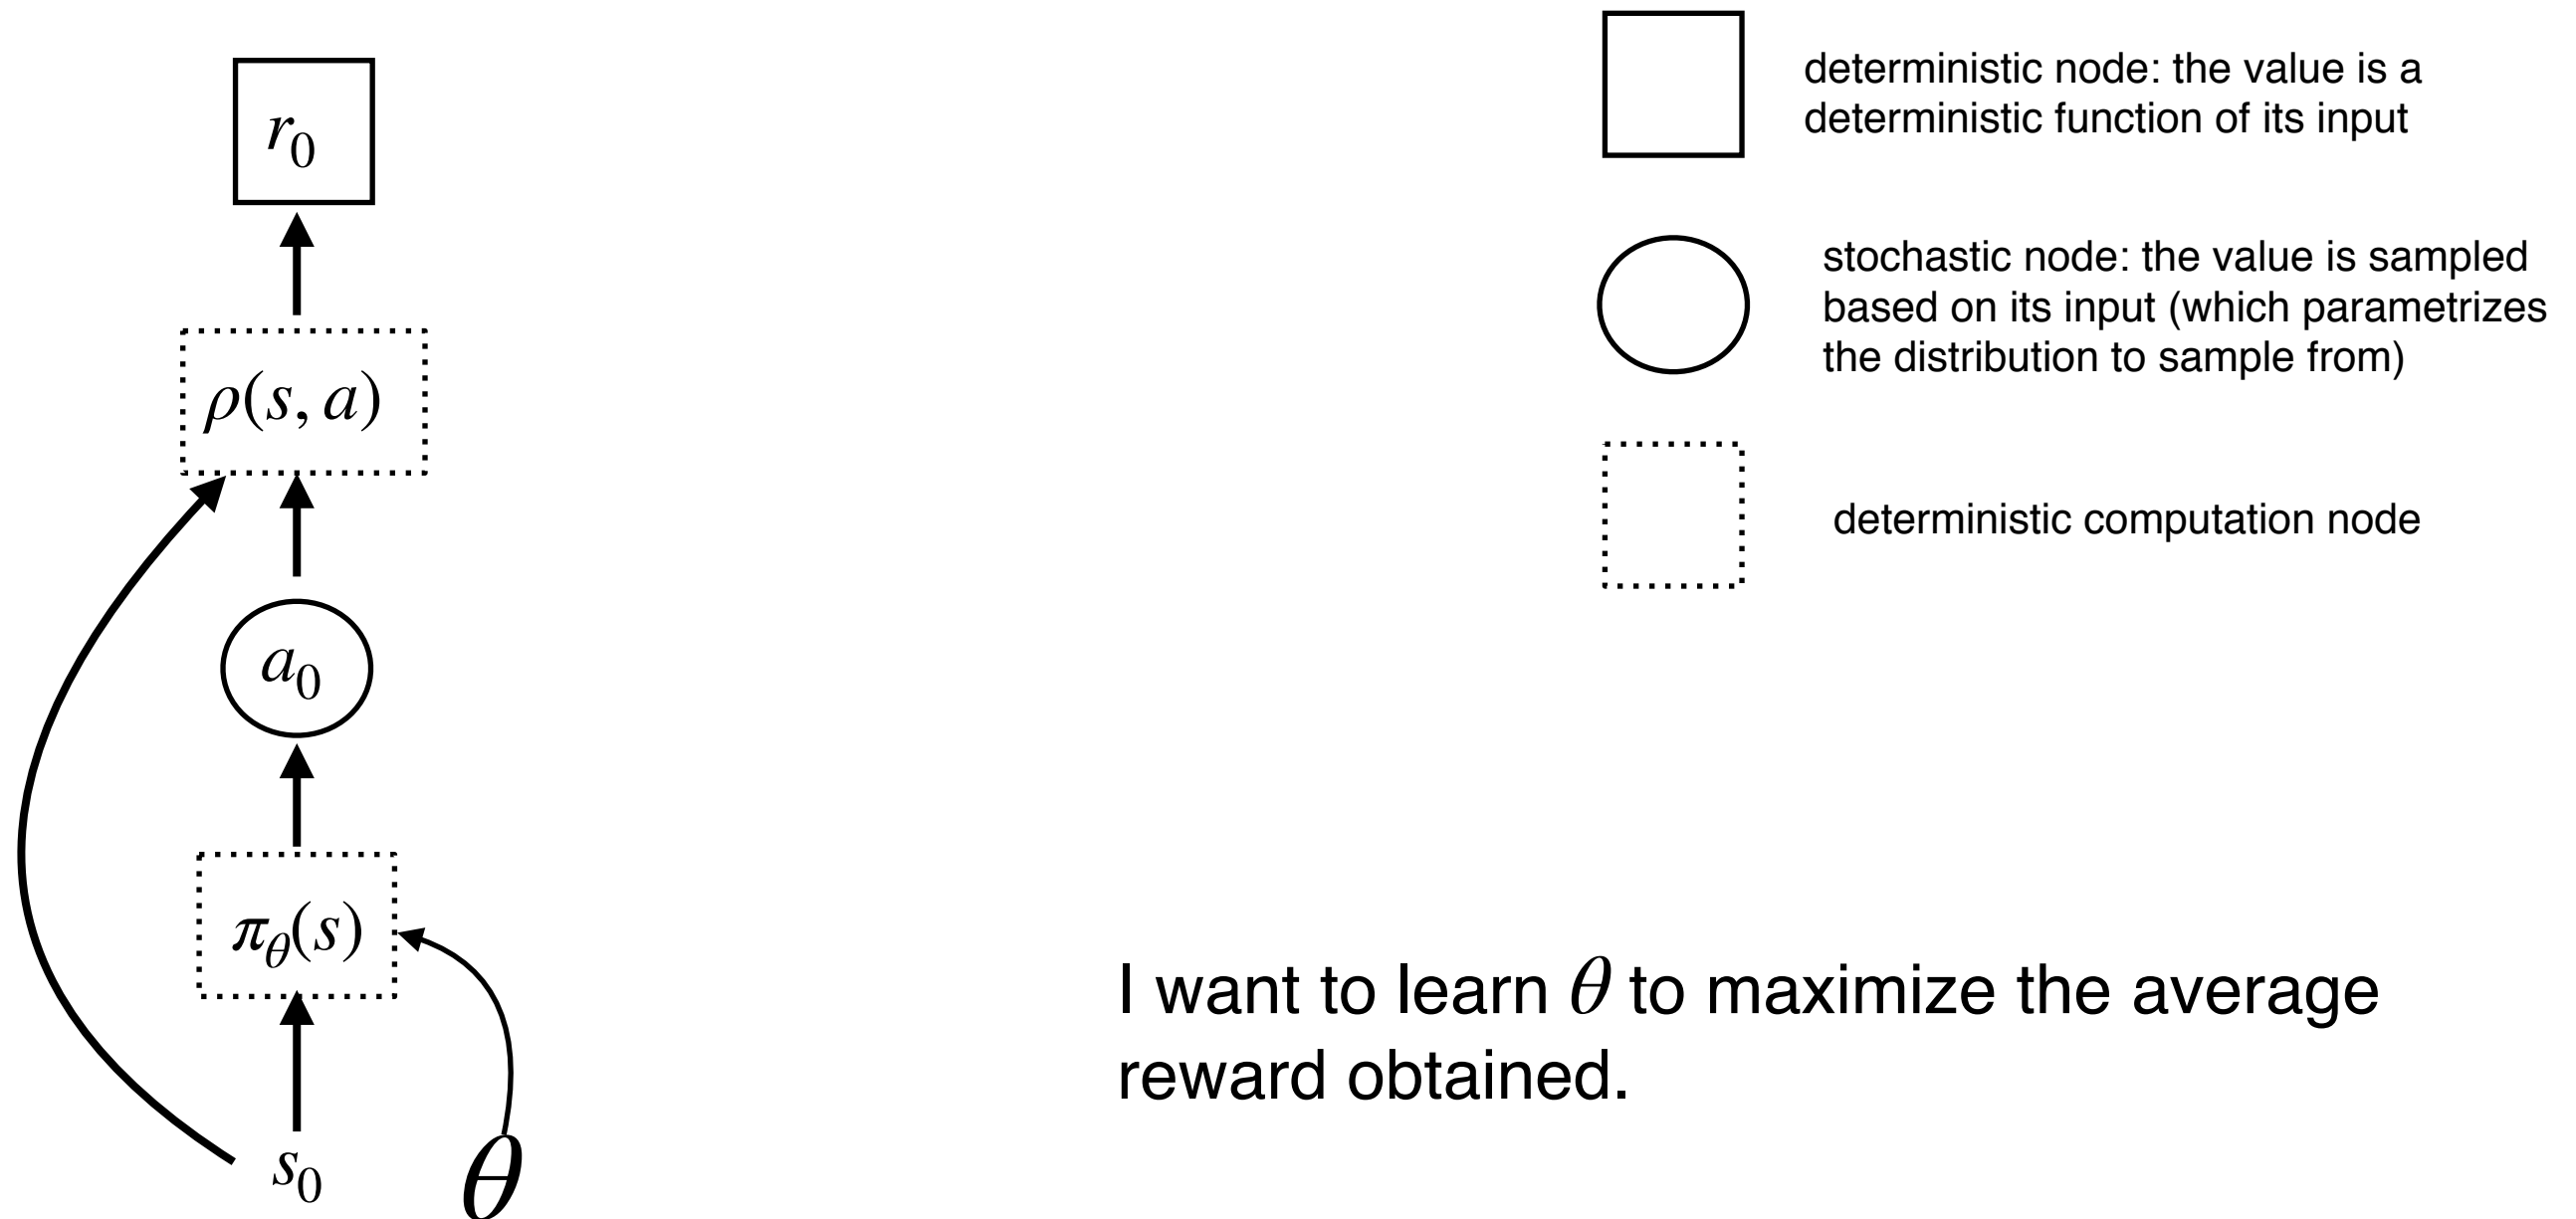 r₀
ρ(s, a)
a₀
π_θ(s)
s₀
θ
deterministic node: the value is a
deterministic function of its input
stochastic node: the value is sampled
based on its input (which parametrizes
the distribution to sample from)
deterministic computation node
I want to learn θ to maximize the average
reward obtained.